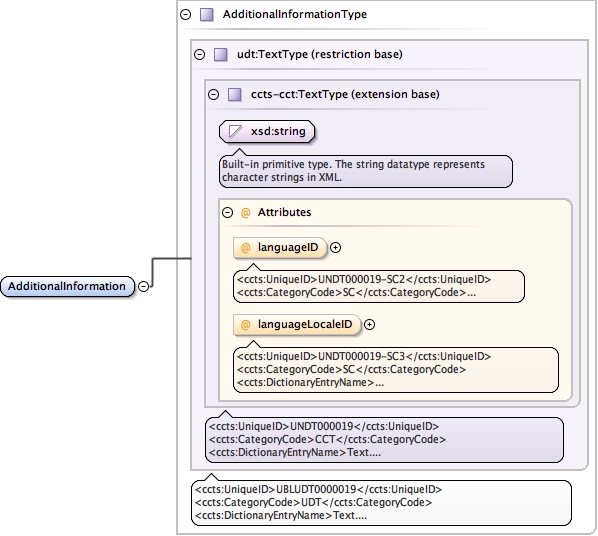 AdditionalInformationType
udt:TextType (restriction base)
ccts-cct:TextType (extension base)
xsd:string
Built-in primitive type. The string datatype represents
character strings in XML.
@ Attributes
@ languageID
<ccts:UniqueID>UNDT000019-SC2</ccts:UniqueID>
<ccts:CategoryCode>SC</ccts:CategoryCode>...
@ languageLocaleID
<ccts:UniqueID>UNDT000019-SC3</ccts:UniqueID>
<ccts:CategoryCode>SC</ccts:CategoryCode>
<ccts:DictionaryEntryName>...
AdditionalInformation
<ccts:UniqueID>UNDT000019</ccts:UniqueID>
<ccts:CategoryCode>CCT</ccts:CategoryCode>
<ccts:DictionaryEntryName>Text....
<ccts:UniqueID>UBLUDT0000019</ccts:UniqueID>
<ccts:CategoryCode>UDT</ccts:CategoryCode>
<ccts:DictionaryEntryName>Text....